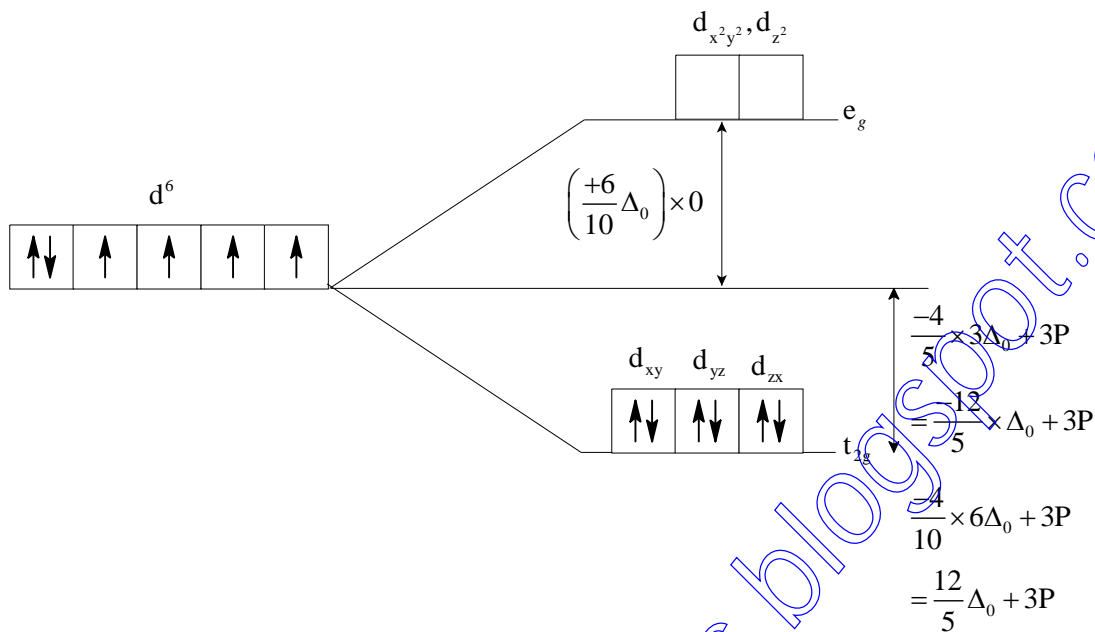 d_{x²y²}, d_{z²}
e_g
(+6/10 Δ₀) × 0
d⁶
-4/5 × 3Δ₀ + 3P
d_{xy} d_{yz} d_{zx}
= -12/5 × Δ₀ + 3P
t_{2g}
-4/10 × 6Δ₀ + 3P
= 12/5 Δ₀ + 3P
s blogspot.c